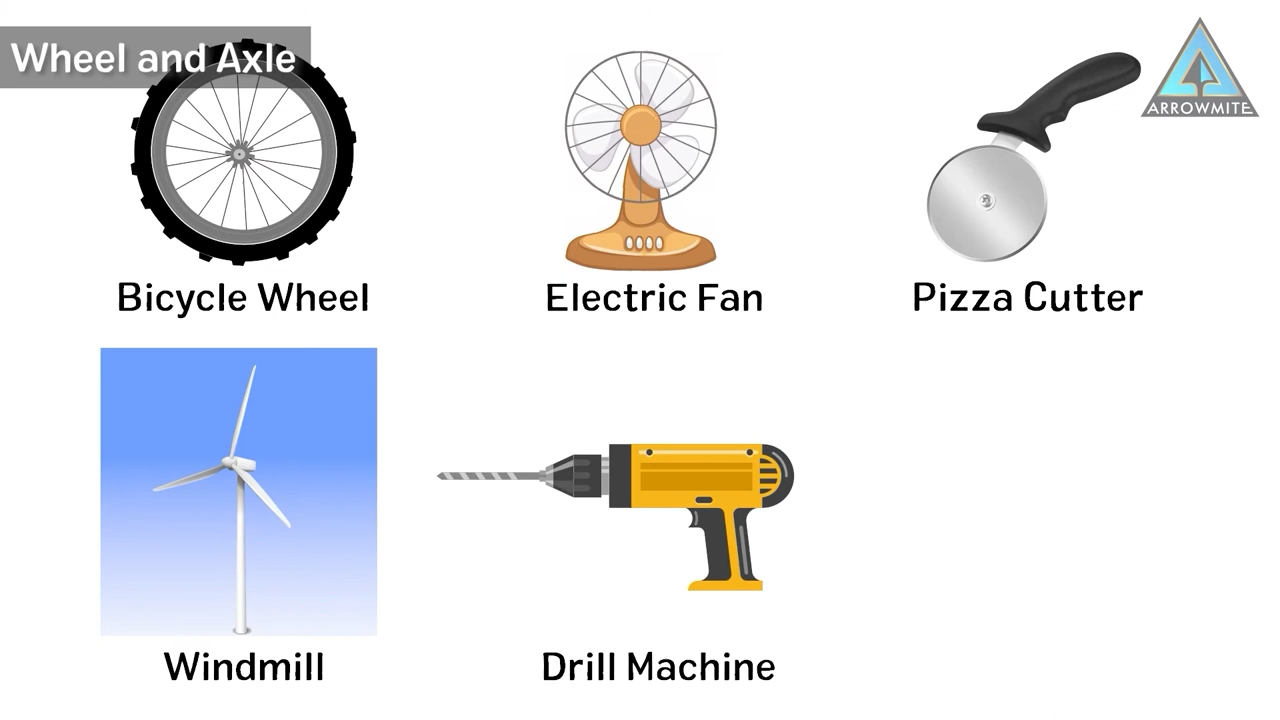 Wheel and Axle
ARROWMITE
Bicycle Wheel
Electric Fan
Pizza Cutter
Windmill
Drill Machine